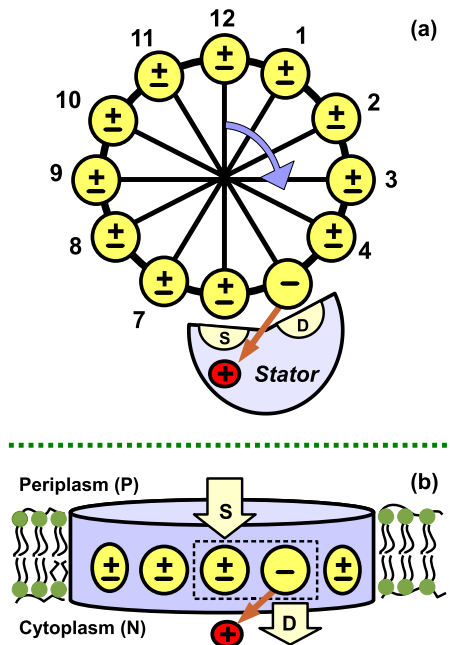 12
(a)
11
1
10
2
9
3
8
4
7
S
D
Stator
Periplasm (P)
(b)
S
Cytoplasm (N)
D